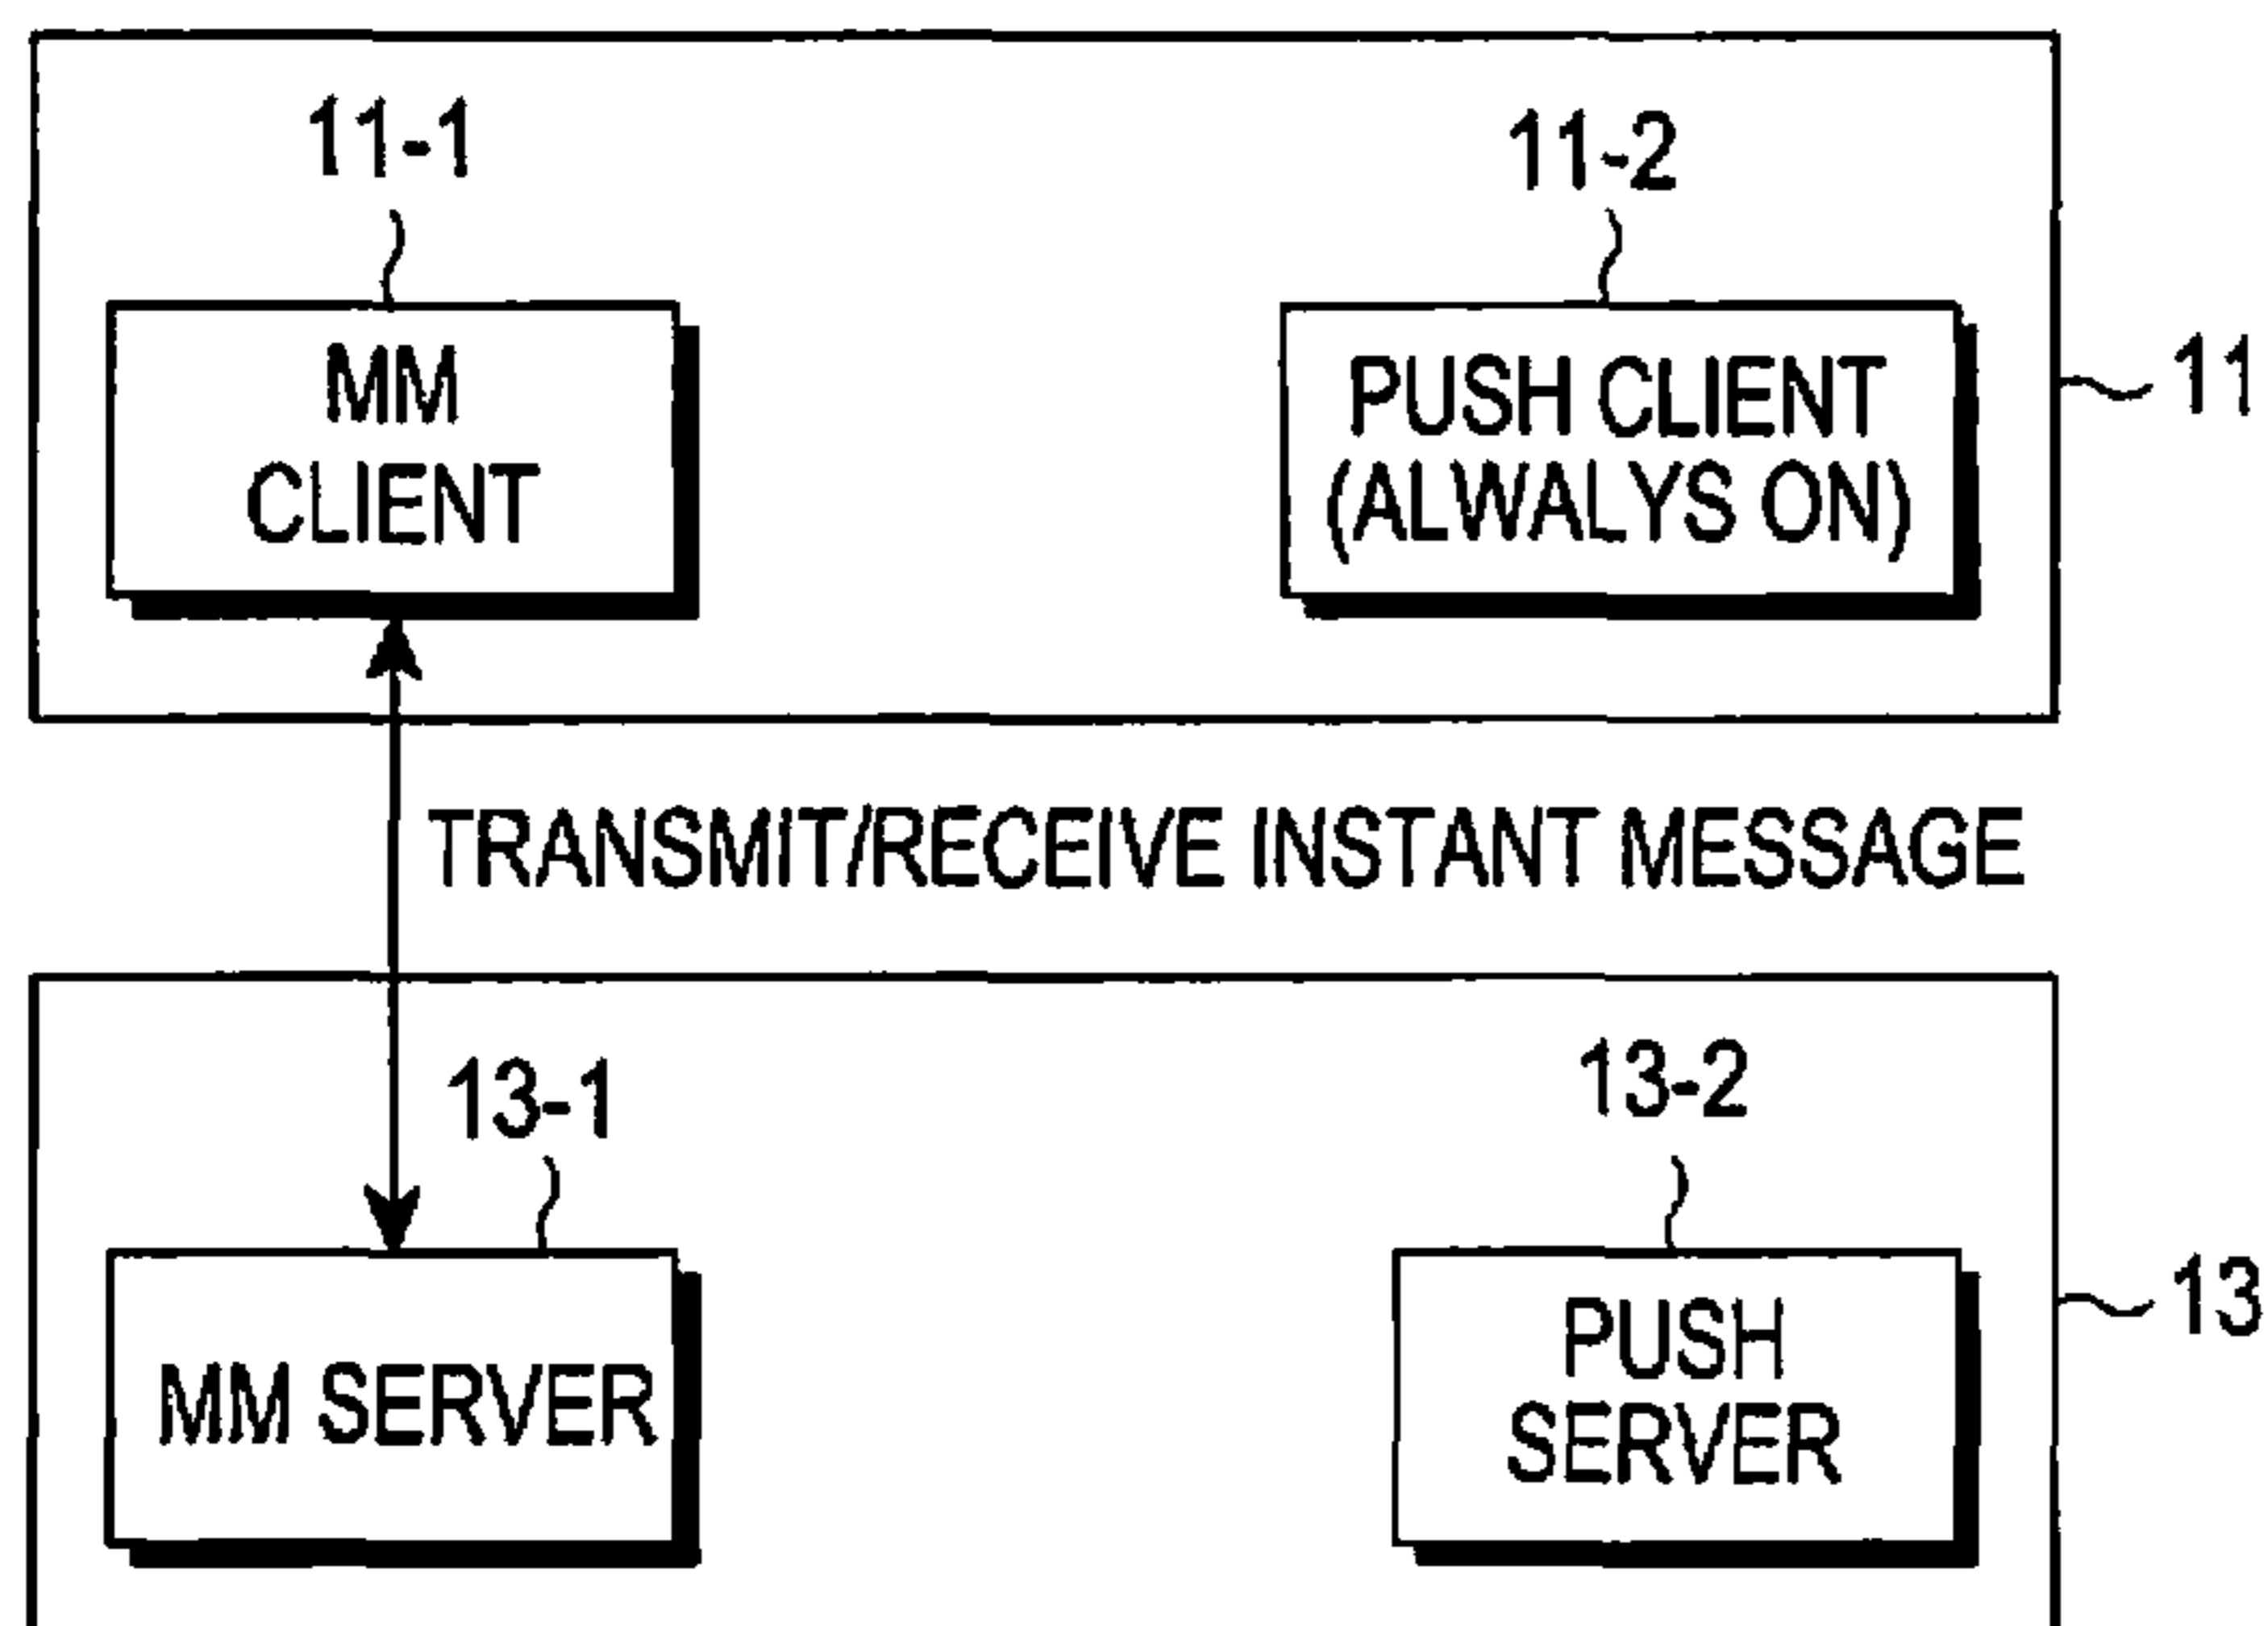 11-1
11-2
MM
CLIENT
PUSH CLIENT
(ALWALYS ON)
11
TRANSMIT/RECEIVE INSTANT MESSAGE
13-1
13-2
MM SERVER
PUSH
SERVER
13